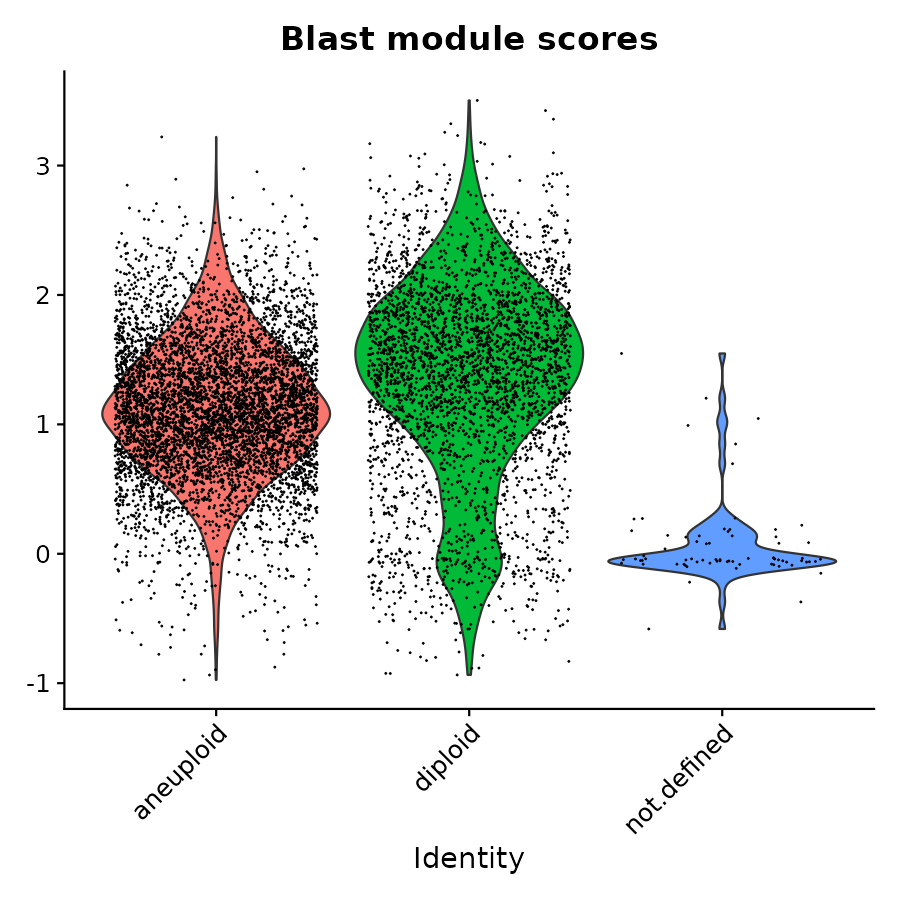 Blast module scores
3
2
1
0
-1
aneuploid
diploid
not.defined
Identity